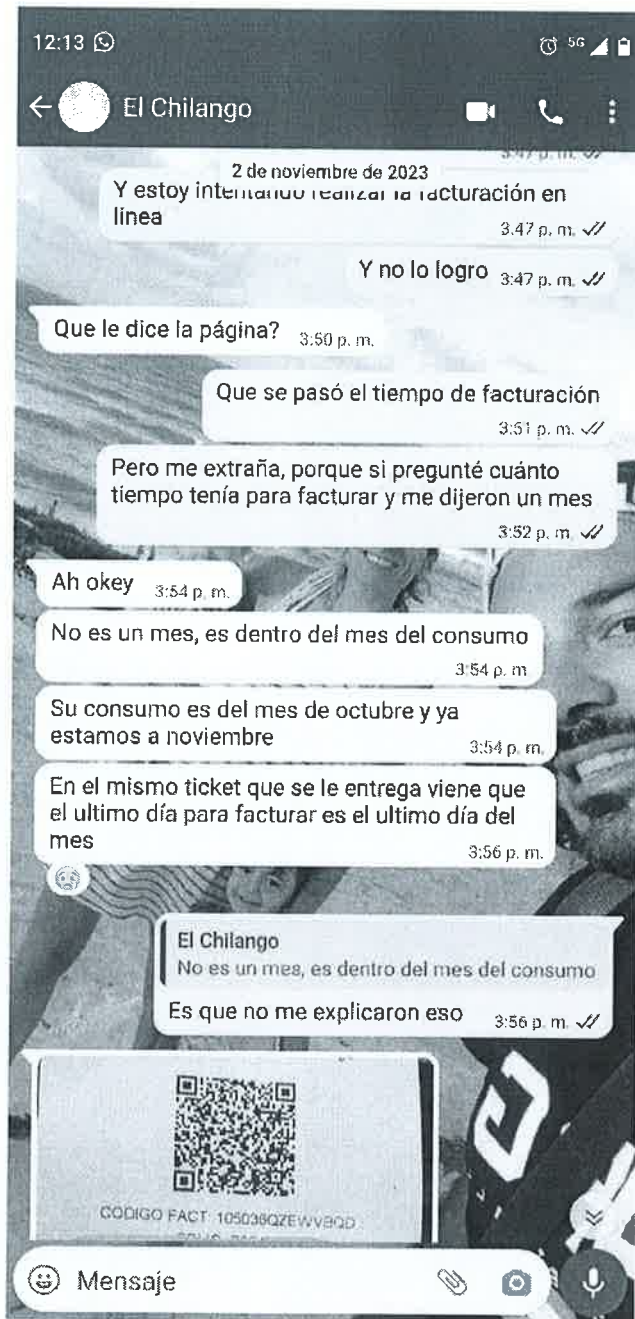 12:13
5G
El Chilango
3:47 p. m.
2 de noviembre de 2023
Y estoy intentando realizar la facturación en
línea
3:47 p. m.
Y no lo logro 3:47 p. m.
Que le dice la página? 3:50 p. m.
Que se pasó el tiempo de facturación
3:51 p. m.
Pero me extraña, porque si pregunté cuánto
tiempo tenía para facturar y me dijeron un mes
3:52 p. m.
Ah okey 3:54 p. m.
No es un mes, es dentro del mes del consumo
3:54 p. m.
Su consumo es del mes de octubre y ya
estamos a noviembre 3:54 p. m.
En el mismo ticket que se le entrega viene que
el ultimo día para facturar es el ultimo día del
mes 3:56 p. m.
El Chilango
No es un mes, es dentro del mes del consumo
Es que no me explicaron eso 3:56 p. m.
CODIGO FACT: 105036QZEWVBQD
Mensaje